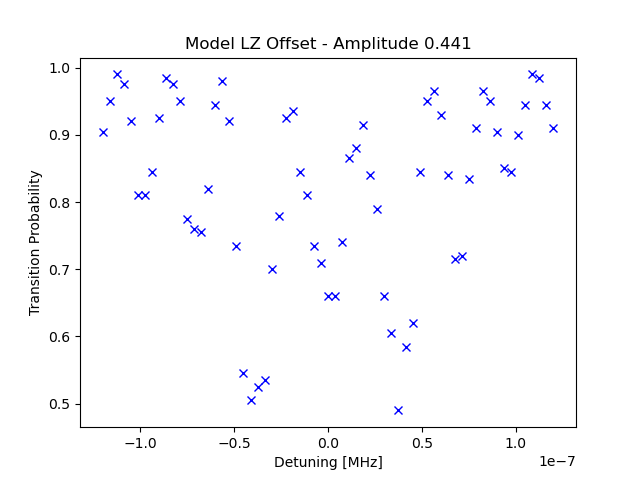 Model LZ Offset - Amplitude 0.441
Transition Probability
1.0
0.9
0.8
0.7
0.6
0.5
−1.0 −0.5 0.0 0.5 1.0
1e−7
Detuning [MHz]